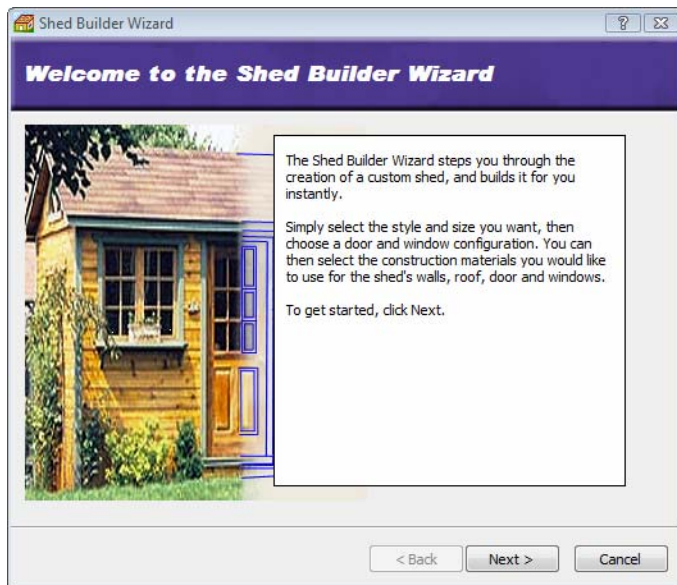 Shed Builder Wizard
Welcome to the Shed Builder Wizard
The Shed Builder Wizard steps you through the
creation of a custom shed, and builds it for you
instantly.
Simply select the style and size you want, then
choose a door and window configuration. You can
then select the construction materials you would like
to use for the shed's walls, roof, door and windows.
To get started, click Next.
< Back Next > Cancel